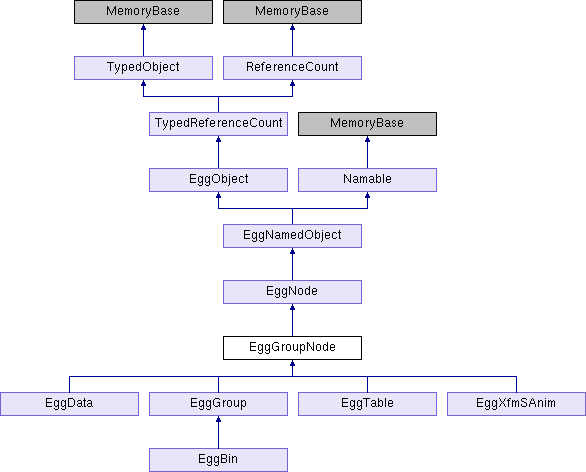 MemoryBase
MemoryBase
TypedObject
ReferenceCount
TypedReferenceCount
MemoryBase
EggObject
Namable
EggNamedObject
EggNode
EggGroupNode
EggData
EggGroup
EggTable
EggXfmSAnim
EggBin